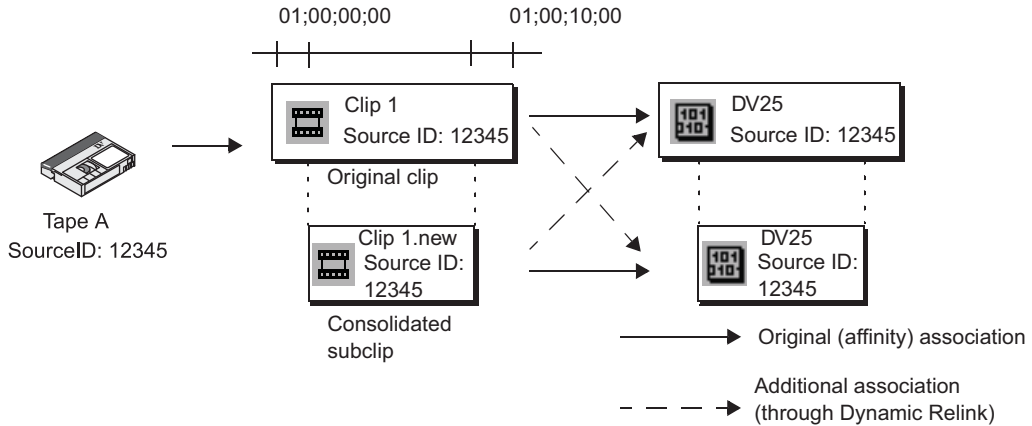 01;00;00;00
01;00;10;00
Clip 1
Source ID: 12345
Original clip
DV25
Source ID: 12345
Tape A
SourceID: 12345
Clip 1.new
Source ID:
12345
Consolidated
subclip
DV25
Source ID:
12345
Original (affinity) association
Additional association
(through Dynamic Relink)